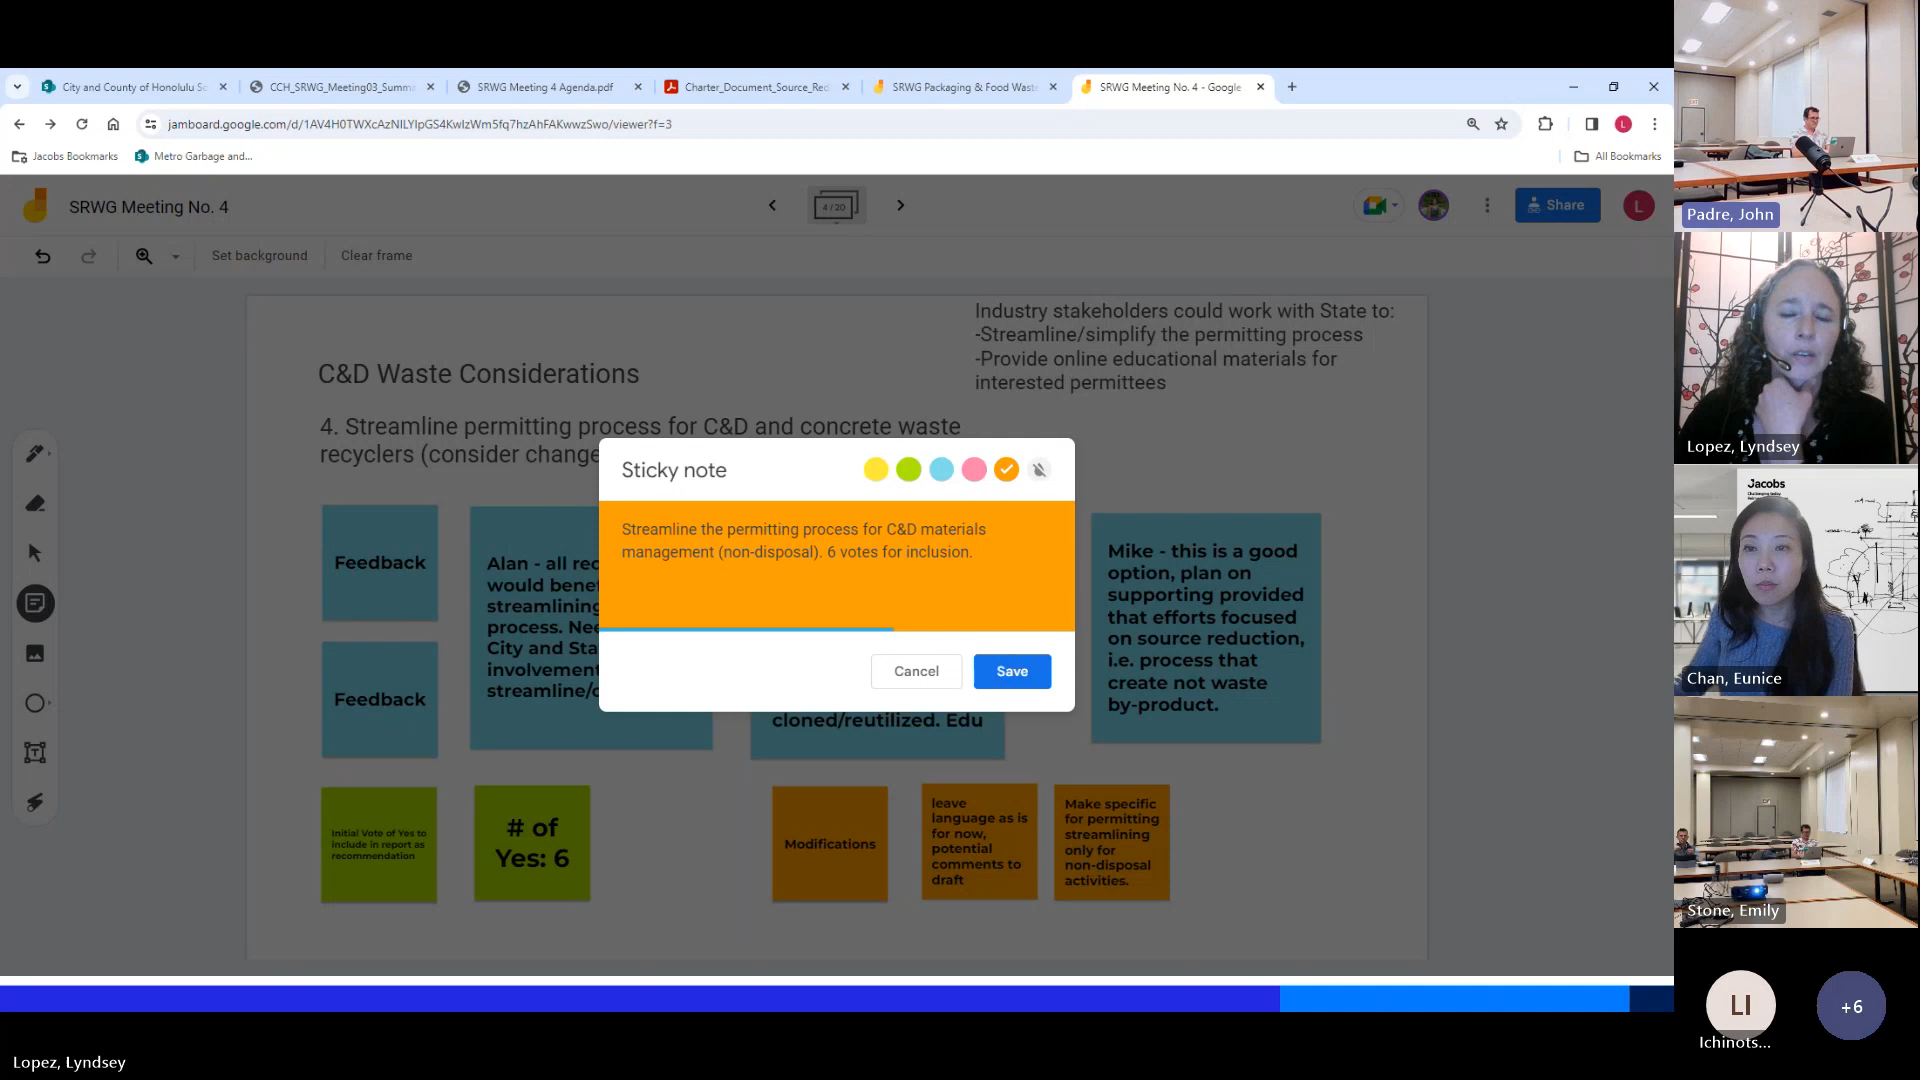 City and County of Honolulu Sc
CCH_SRWG_Meeting03_Summa
SRWG Meeting 4 Agenda.pdf
Charter_Document_Source_Red
SRWG Packaging & Food Waste
SRWG Meeting No. 4 - Google
jamboard.google.com/d/1AV4H0TWXcAzNILYIpGS4KwIzWm5fq7hzAhFAKwwzSwo/viewer?f=3
L
Jacobs Bookmarks
Metro Garbage and...
All Bookmarks
SRWG Meeting No. 4
4 / 20
Share
L
Set background
Clear frame
Industry stakeholders could work with State to:
-Streamline/simplify the permitting process
-Provide online educational materials for
interested permittees
C&D Waste Considerations
4. Streamline permitting process for C&D and concrete waste
recyclers (consider change
Sticky note
Streamline the permitting process for C&D materials
management (non-disposal). 6 votes for inclusion.
Cancel
Save
Feedback
Feedback
Alan - all rec
would benef
streamlining
process. Nee
City and Sta
involvement
streamline/c
cloned/reutilized. Edu
Mike - this is a good
option, plan on
supporting provided
that efforts focused
on source reduction,
i.e. process that
create not waste
by-product.
Initial Vote of Yes to
include in report as
recommendation
# of
Yes: 6
Modifications
leave
language as is
for now,
potential
comments to
draft
Make specific
for permitting
streamlining
only for
non-disposal
activities.
Padre, John
Lopez, Lyndsey
Jacobs
Chan, Eunice
Stone, Emily
LI
Ichinots...
+6
Lopez, Lyndsey